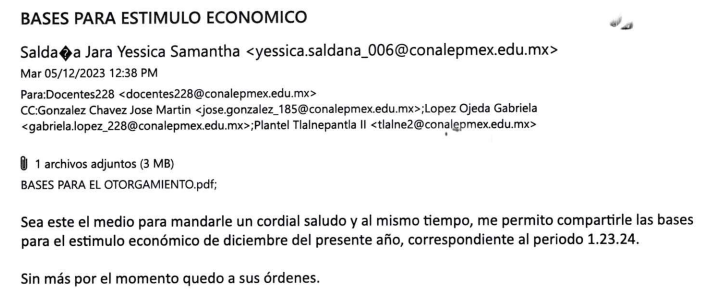 BASES PARA ESTIMULO ECONOMICO
Salda�a Jara Yessica Samantha <yessica.saldana_006@conalepmex.edu.mx>
Mar 05/12/2023 12:38 PM
Para:Docentes228 <docentes228@conalepmex.edu.mx>
CC:Gonzalez Chavez Jose Martin <jose.gonzalez_185@conalepmex.edu.mx>;Lopez Ojeda Gabriela
<gabriela.lopez_228@conalepmex.edu.mx>;Plantel Tlalnepantla II <tlalne2@conalepmex.edu.mx>
1 archivos adjuntos (3 MB)
BASES PARA EL OTORGAMIENTO.pdf;
Sea este el medio para mandarle un cordial saludo y al mismo tiempo, me permito compartirle las bases
para el estimulo económico de diciembre del presente año, correspondiente al periodo 1.23.24.
Sin más por el momento quedo a sus órdenes.